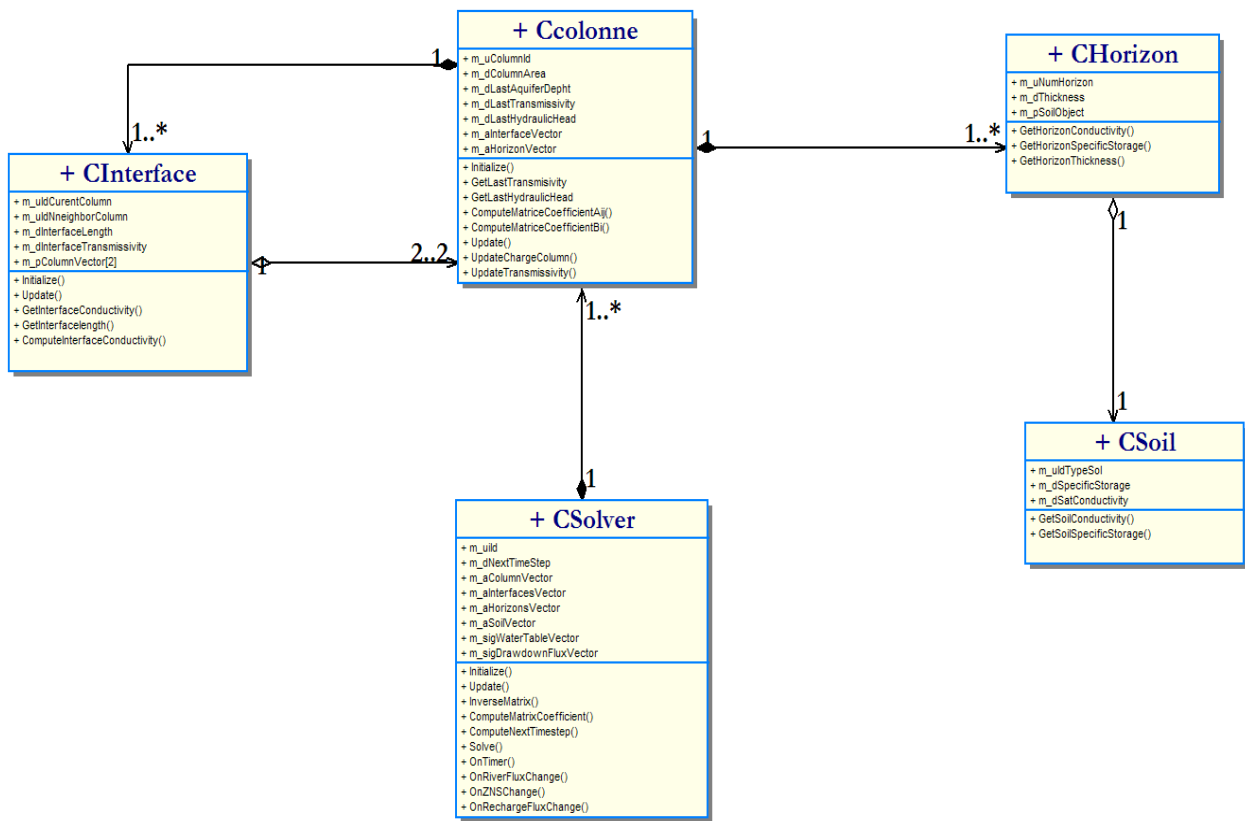 + Ccolonne
+ m_uColumnId
+ m_dColumnArea
+ m_dLastAquiferDepht
+ m_dLastTransmissivity
+ m_dLastHydraulicHead
+ m_aInterfaceVector
+ m_aHorizonVector
+ Initialize()
+ GetLastTransmisivity
+ GetLastHydraulicHead
+ ComputeMatriceCoefficientAij()
+ ComputeMatriceCoefficientBi()
+ Update()
+ UpdateChargeColumn()
+ UpdateTransmissivity()
1
1..*
1
1..*
+ CHorizon
+ m_uNumHorizon
+ m_dThickness
+ m_pSoilObject
+ GetHorizonConductivity()
+ GetHorizonSpecificStorage()
+ GetHorizonThickness()
+ CInterface
+ m_uIdCurentColumn
+ m_uIdNneighborColumn
+ m_dInterfaceLength
+ m_dInterfaceTransmissivity
+ m_pColumnVector[2]
+ Initialize()
+ Update()
+ GetInterfaceConductivity()
+ GetInterfacelength()
+ ComputeInterfaceConductivity()
1
2..2
1
1
1..*
1
+ CSoil
+ m_uIdTypeSol
+ m_dSpecificStorage
+ m_dSatConductivity
+ GetSoilConductivity()
+ GetSoilSpecificStorage()
+ CSolver
+ m_uiId
+ m_dNextTimeStep
+ m_aColumnVector
+ m_aInterfacesVector
+ m_aHorizonsVector
+ m_aSoilVector
+ m_sigWaterTableVector
+ m_sigDrawdownFluxVector
+ Initialize()
+ Update()
+ InverseMatrix()
+ ComputeMatrixCoefficient()
+ ComputeNextTimestep()
+ Solve()
+ OnTimer()
+ OnRiverFluxChange()
+ OnZNSChange()
+ OnRechargeFluxChange()